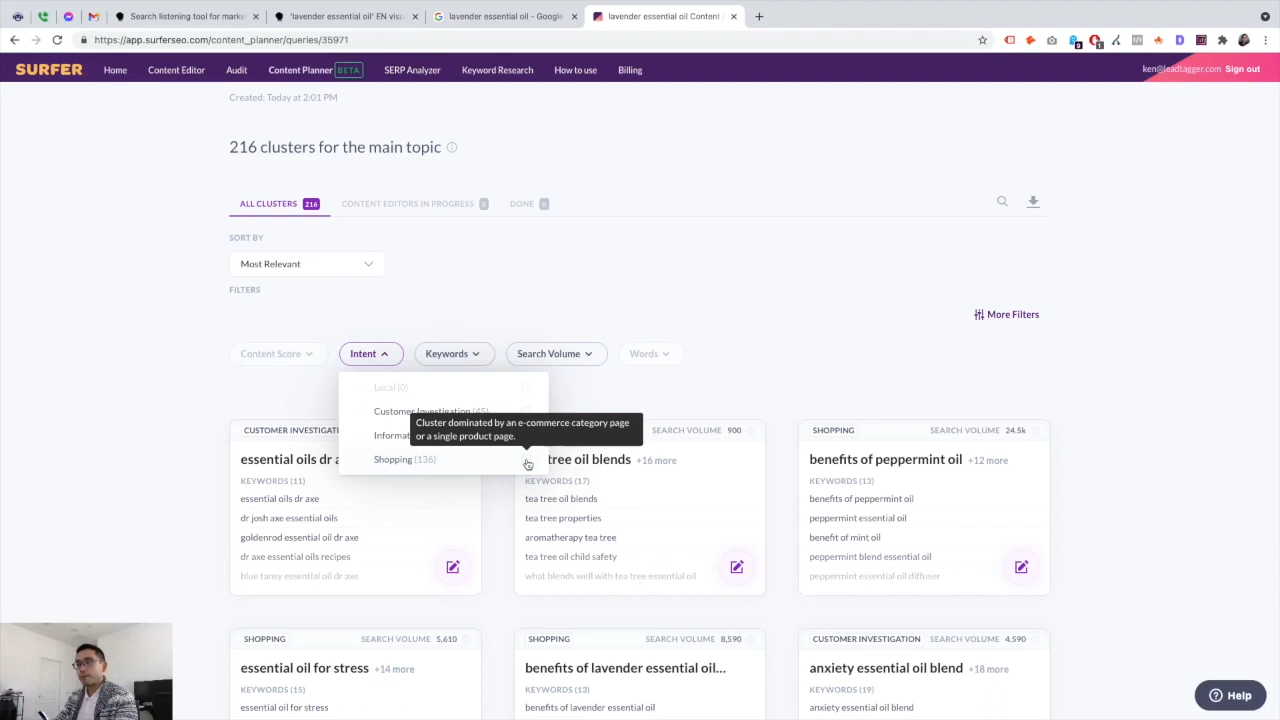 Search listening tool for marke
'lavender essential oil' EN visu
lavender essential oil - Google
lavender essential oil Content
https://app.surferseo.com/content_planner/queries/35971
SURFER
Home
Content Editor
Audit
Content Planner BETA
SERP Analyzer
Keyword Research
How to use
Billing
ken@leadtagger.com Sign out
Created: Today at 2:01 PM
216 clusters for the main topic
ALL CLUSTERS 216
CONTENT EDITORS IN PROGRESS 0
DONE 0
SORT BY
Most Relevant
FILTERS
More Filters
Content Score
Intent
Keywords
Search Volume
Words
Local (0)
Customer Investigation (45)
Informat
Shopping (136)
Cluster dominated by an e-commerce category page
or a single product page.
CUSTOMER INVESTIGATI
essential oils dr a
KEYWORDS (11)
essential oils dr axe
dr josh axe essential oils
goldenrod essential oil dr axe
dr axe essential oils recipes
blue tansy essential oil dr axe
SEARCH VOLUME 900
tree oil blends +16 more
KEYWORDS (17)
tea tree oil blends
tea tree properties
aromatherapy tea tree
tea tree oil child safety
what blends well with tea tree essential oil
SHOPPING SEARCH VOLUME 24.5k
benefits of peppermint oil +12 more
KEYWORDS (13)
benefits of peppermint oil
peppermint essential oil
benefit of mint oil
peppermint blend essential oil
peppermint essential oil diffuser
SHOPPING SEARCH VOLUME 5,610
essential oil for stress +14 more
KEYWORDS (15)
essential oil for stress
SHOPPING SEARCH VOLUME 8,590
benefits of lavender essential oil...
KEYWORDS (13)
benefits of lavender essential oil
CUSTOMER INVESTIGATION SEARCH VOLUME 4,590
anxiety essential oil blend +18 more
KEYWORDS (19)
anxiety essential oil blend
Help